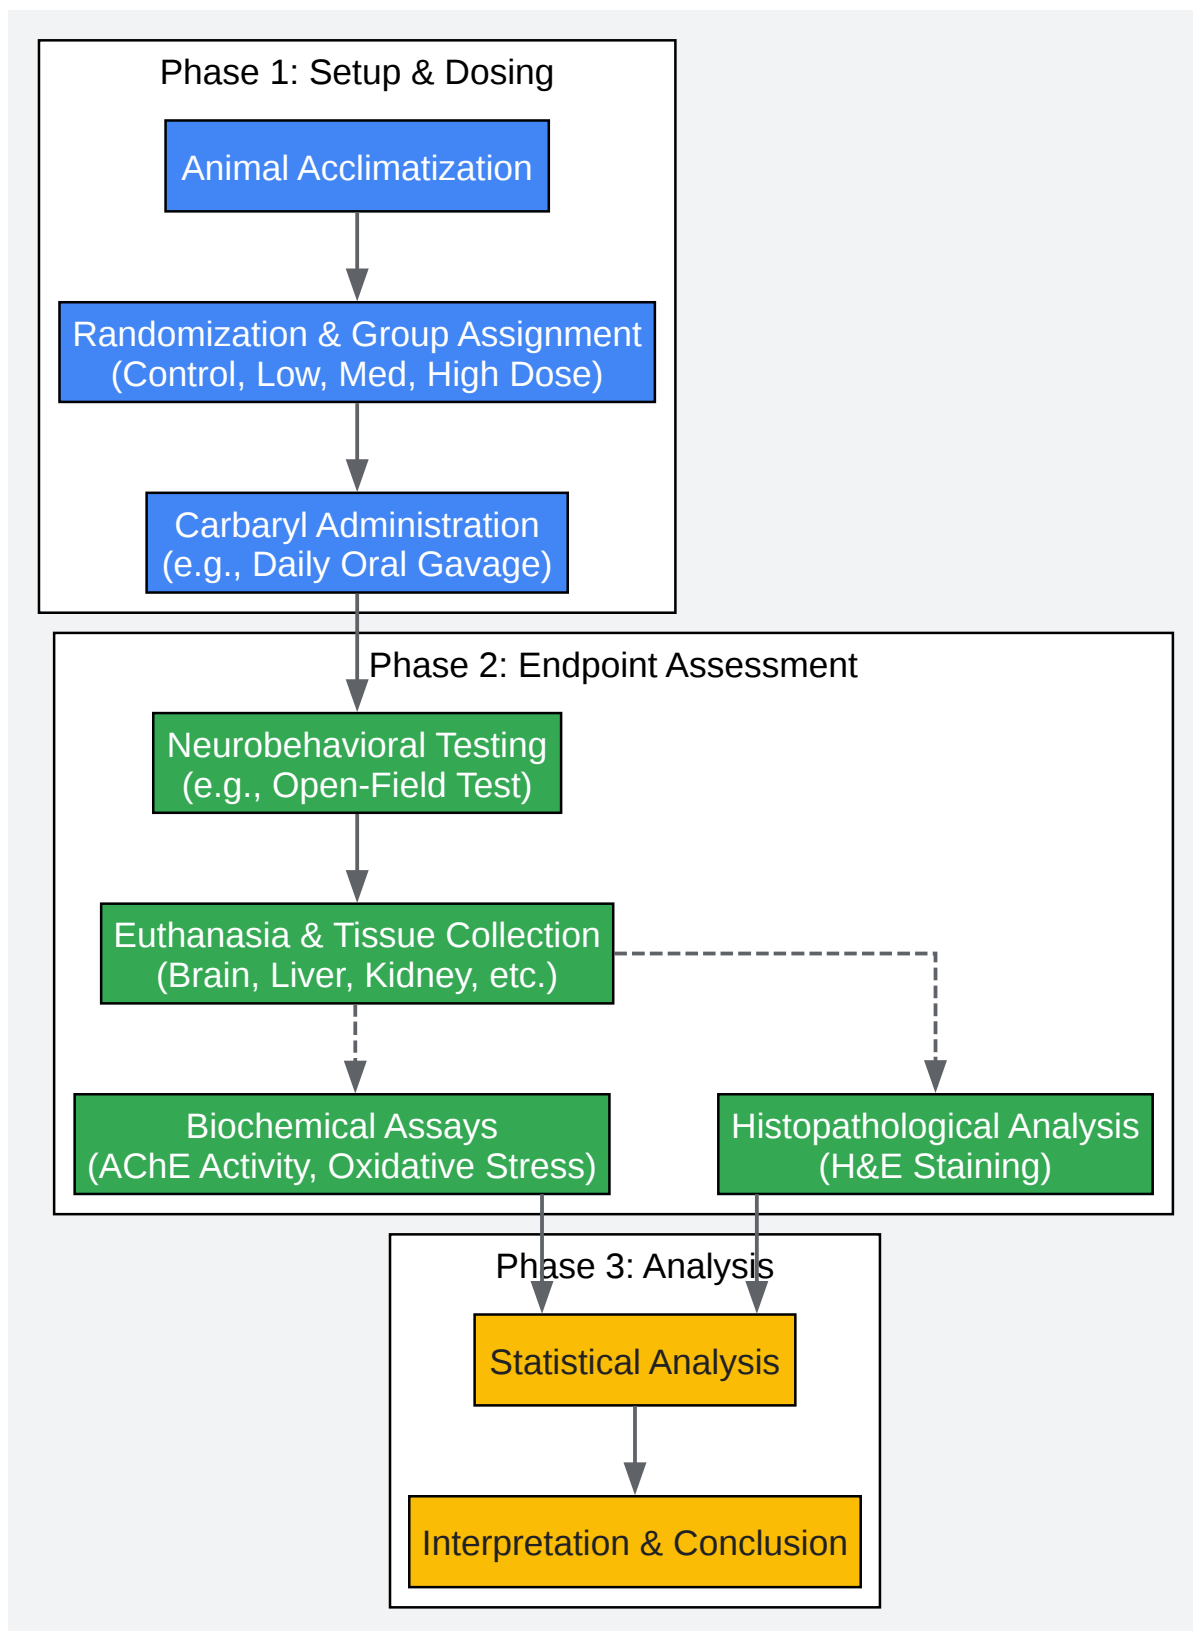 Phase 1: Setup & Dosing
Animal Acclimatization
Randomization & Group Assignment
(Control, Low, Med, High Dose)
Carbaryl Administration
(e.g., Daily Oral Gavage)
Phase 2: Endpoint Assessment
Neurobehavioral Testing
(e.g., Open-Field Test)
Euthanasia & Tissue Collection
(Brain, Liver, Kidney, etc.)
Biochemical Assays
(AChE Activity, Oxidative Stress)
Histopathological Analysis
(H&E Staining)
Phase 3: Analysis
Statistical Analysis
Interpretation & Conclusion